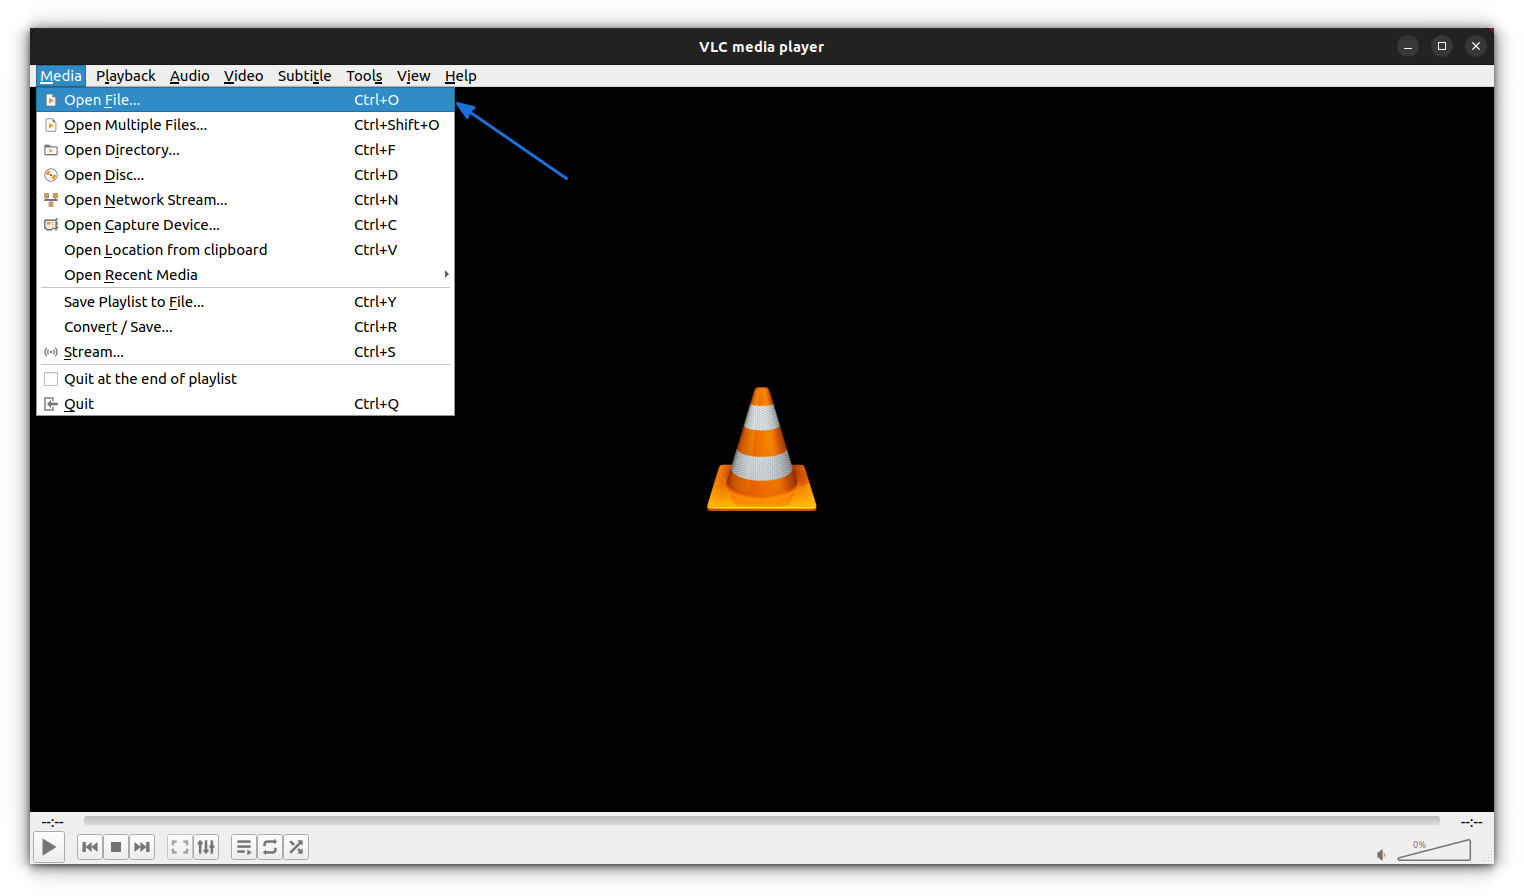 VLC media player
Media Playback Audio Video Subtitle Tools View Help
Open File... Ctrl+O
Open Multiple Files... Ctrl+Shift+O
Open Directory... Ctrl+F
Open Disc... Ctrl+D
Open Network Stream... Ctrl+N
Open Capture Device... Ctrl+C
Open Location from clipboard Ctrl+V
Open Recent Media
Save Playlist to File... Ctrl+Y
Convert / Save... Ctrl+R
Stream... Ctrl+S
Quit at the end of playlist
Quit Ctrl+Q
--:-- --:--
0%